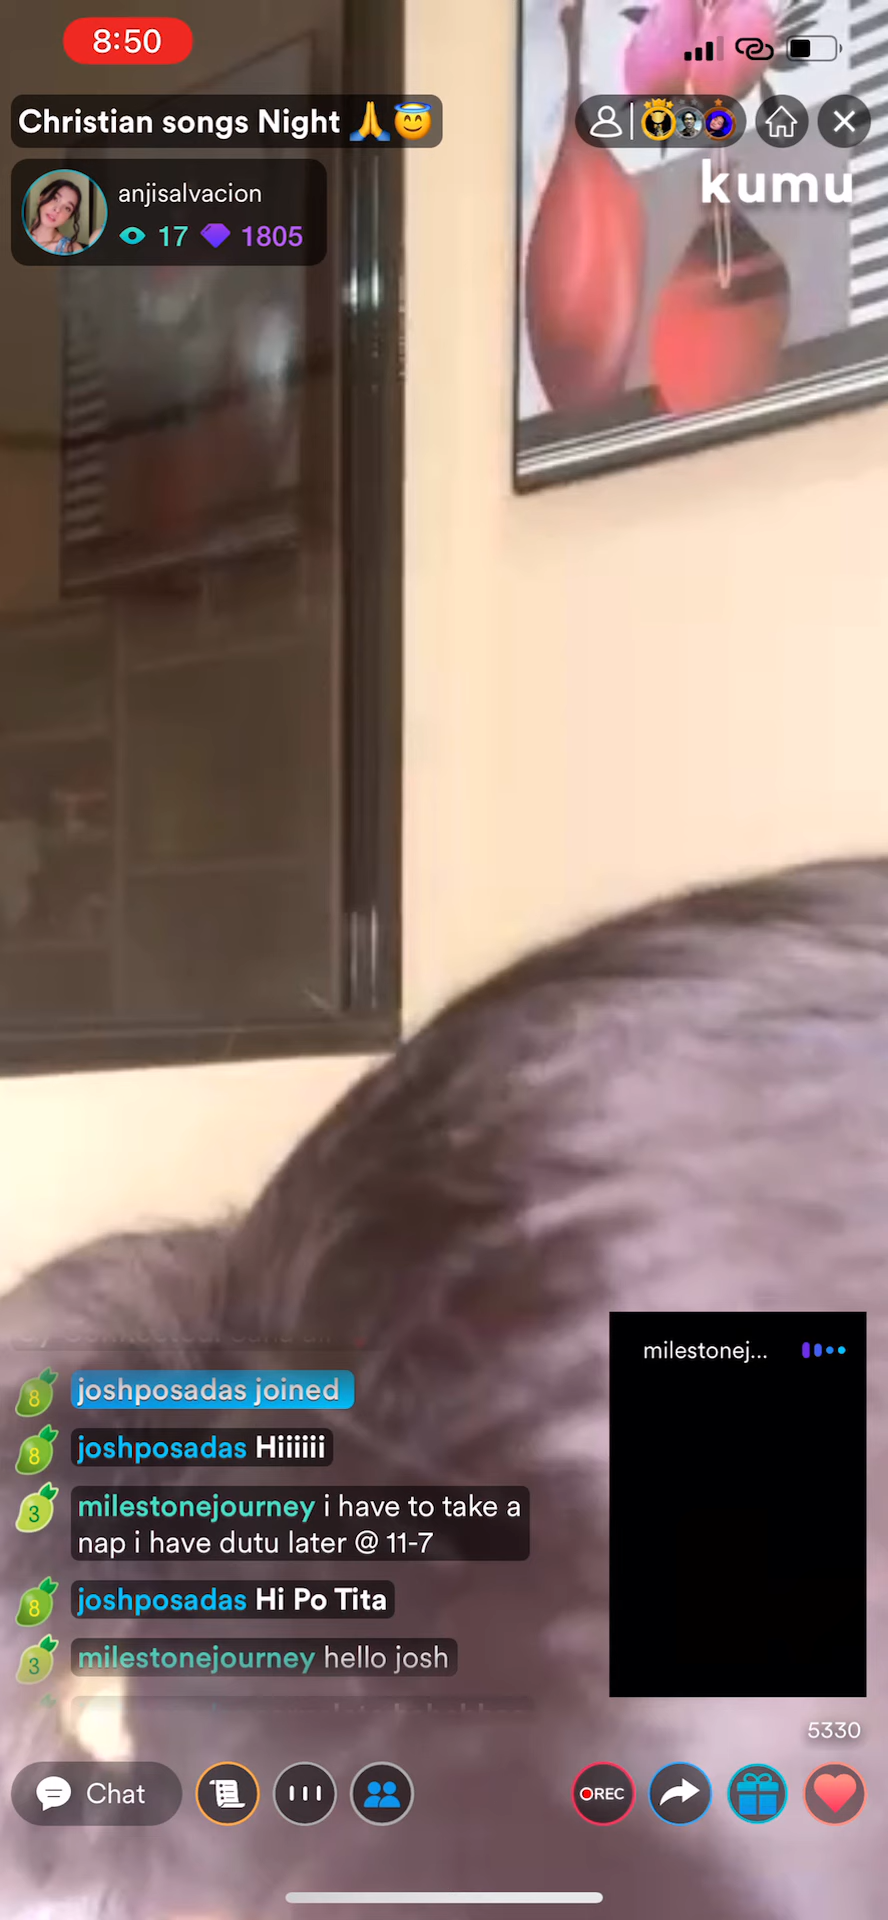 8:50
Christian songs Night 🙏😇
kumu
anjisalvacion
17 1805
milestonej...
joshposadas joined
joshposadas Hiiiiii
milestonejourney i have to take a
nap i have dutu later @ 11-7
joshposadas Hi Po Tita
milestonejourney hello josh
8
8
3
8
3
5330
Chat
REC